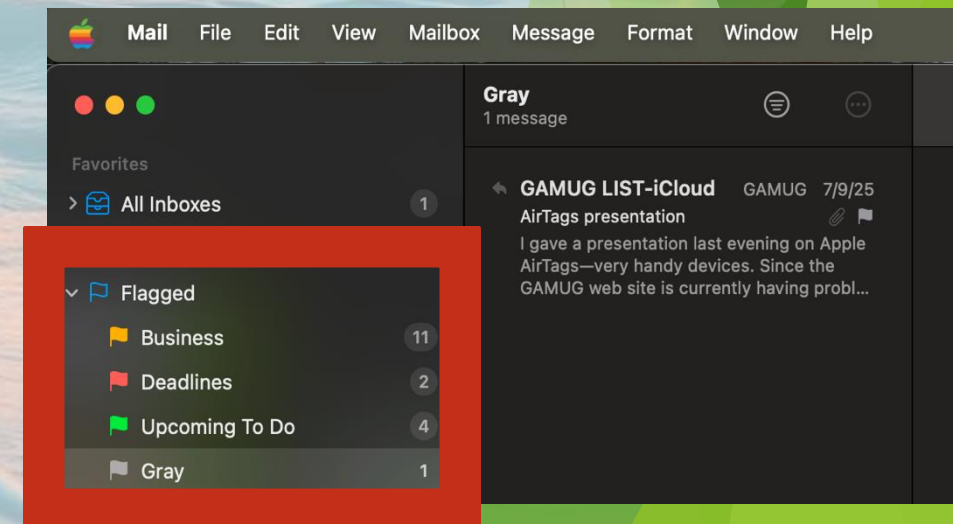 Mail File Edit View Mailbox Message Format Window Help
Favorites
All Inboxes 1
Flagged
Business 11
Deadlines 2
Upcoming To Do 4
Gray 1
Gray
1 message
GAMUG LIST-iCloud GAMUG 7/9/25
AirTags presentation
I gave a presentation last evening on Apple
AirTags—very handy devices. Since the
GAMUG web site is currently having probl...